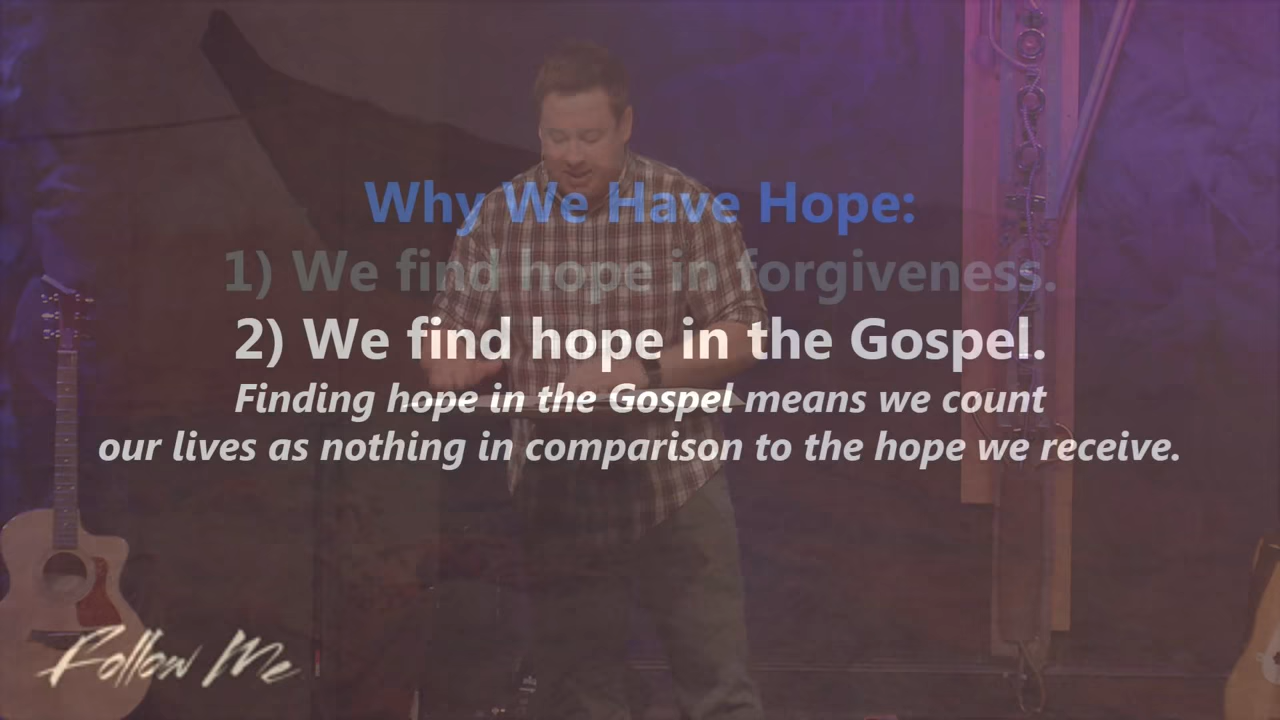 Why We Have Hope:
1) We find hope in forgiveness.
2) We find hope in the Gospel.
Finding hope in the Gospel means we count
our lives as nothing in comparison to the hope we receive.
Follow Me